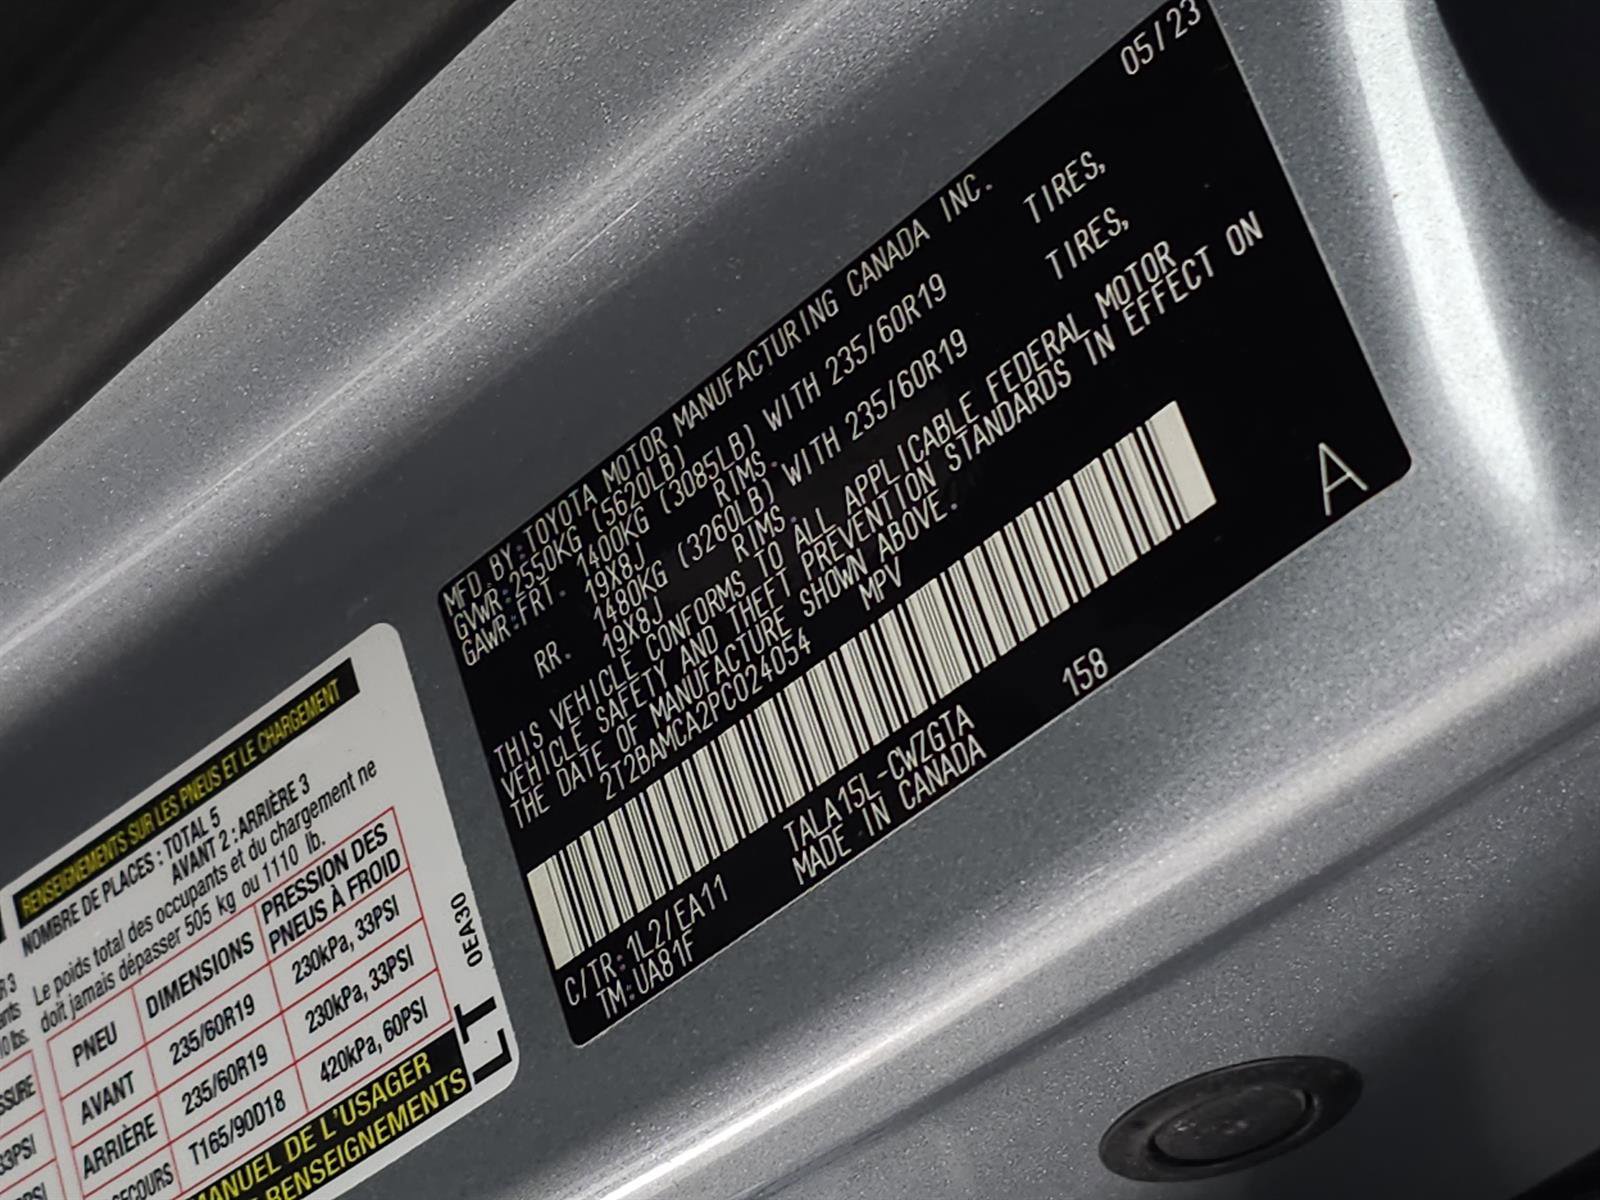 05/23
MFD BY:TOYOTA MOTOR MANUFACTURING CANADA INC.
GVWR:2550KG (5620LB)
GAWR:FRT. 1400KG (3085LB) WITH 235/60R19 TIRES,
19X8J RIMS.
RR. 1480KG (3260LB) WITH 235/60R19 TIRES,
19X8J RIMS.
THIS VEHICLE CONFORMS TO ALL APPLICABLE FEDERAL MOTOR
VEHICLE SAFETY AND THEFT PREVENTION STANDARDS IN EFFECT ON
THE DATE OF MANUFACTURE SHOWN ABOVE.
2T2BAMCA2PC024054 MPV
C/TR:1L2/EA11 TALA15L-CWZGTA 158
TM:UA81F MADE IN CANADA
A
RENSEIGNEMENTS SUR LES PNEUS ET LE CHARGEMENT
NOMBRE DE PLACES : TOTAL 5
AVANT 2 : ARRIÈRE 3
Le poids total des occupants et du chargement ne
doit jamais dépasser 505 kg ou 1110 lb.
PNEU DIMENSIONS PRESSION DES
PNEUS À FROID
AVANT 235/60R19 230kPa, 33PSI
ARRIÈRE 235/60R19 230kPa, 33PSI
T165/90D18 420kPa, 60PSI
MANUEL DE L'USAGER
RENSEIGNEMENTS
0EA30
LT